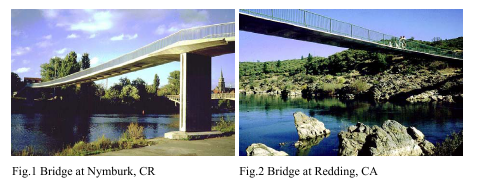 Fig.1 Bridge at Nymburk, CR
Fig.2 Bridge at Redding, CA